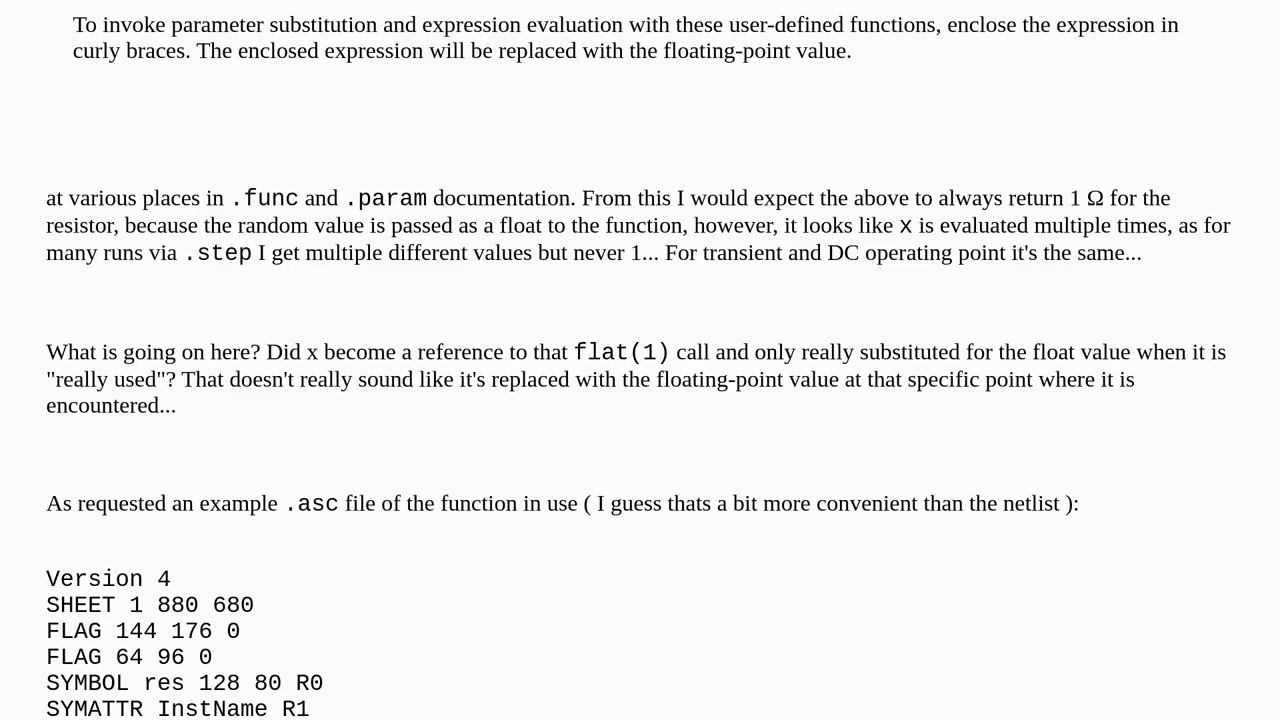 To invoke parameter substitution and expression evaluation with these user-defined functions, enclose the expression in
curly braces. The enclosed expression will be replaced with the floating-point value.
at various places in .func and .param documentation. From this I would expect the above to always return 1 Ω for the
resistor, because the random value is passed as a float to the function, however, it looks like x is evaluated multiple times, as for
many runs via .step I get multiple different values but never 1... For transient and DC operating point it's the same...
What is going on here? Did x become a reference to that flat(1) call and only really substituted for the float value when it is
"really used"? That doesn't really sound like it's replaced with the floating-point value at that specific point where it is
encountered...
As requested an example .asc file of the function in use ( I guess thats a bit more convenient than the netlist ):
Version 4
SHEET 1 880 680
FLAG 144 176 0
FLAG 64 96 0
SYMBOL res 128 80 R0
SYMATTR InstName R1